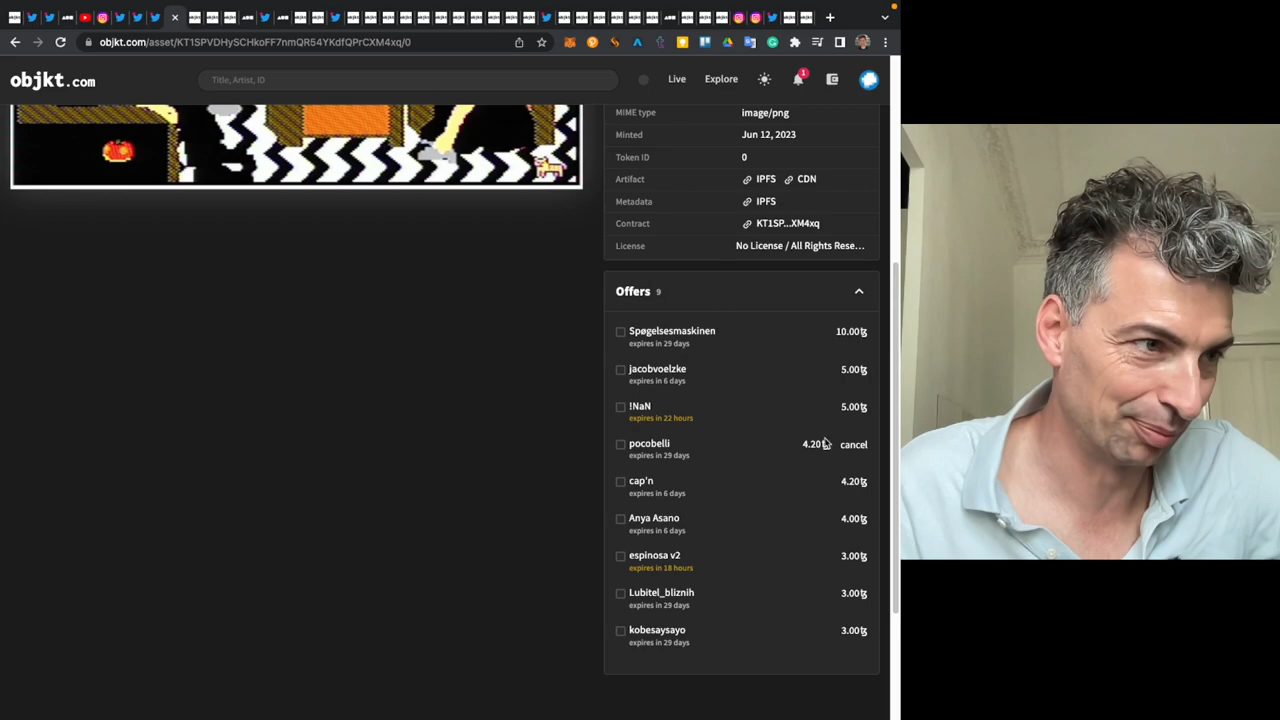 objkt.com/asset/KT1SPVDHySCHkoFF7nmQR54YKdfQPrCXM4xq/0
objkt.com
Title, Artist, ID
Live
Explore
1
MIME type image/png
Minted Jun 12, 2023
Token ID 0
Artifact IPFS CDN
Metadata IPFS
Contract KT1SP...XM4xq
License No License / All Rights Rese...
Offers 9
Spøgelsesmaskinen 10.00ꜩ
expires in 29 days
jacobvoelzke 5.00ꜩ
expires in 6 days
!NaN 5.00ꜩ
expires in 22 hours
pocobelli 4.20ꜩ cancel
expires in 29 days
cap'n 4.20ꜩ
expires in 6 days
Anya Asano 4.00ꜩ
expires in 6 days
espinosa v2 3.00ꜩ
expires in 18 hours
Lubitel_bliznih 3.00ꜩ
expires in 29 days
kobesaysayo 3.00ꜩ
expires in 29 days